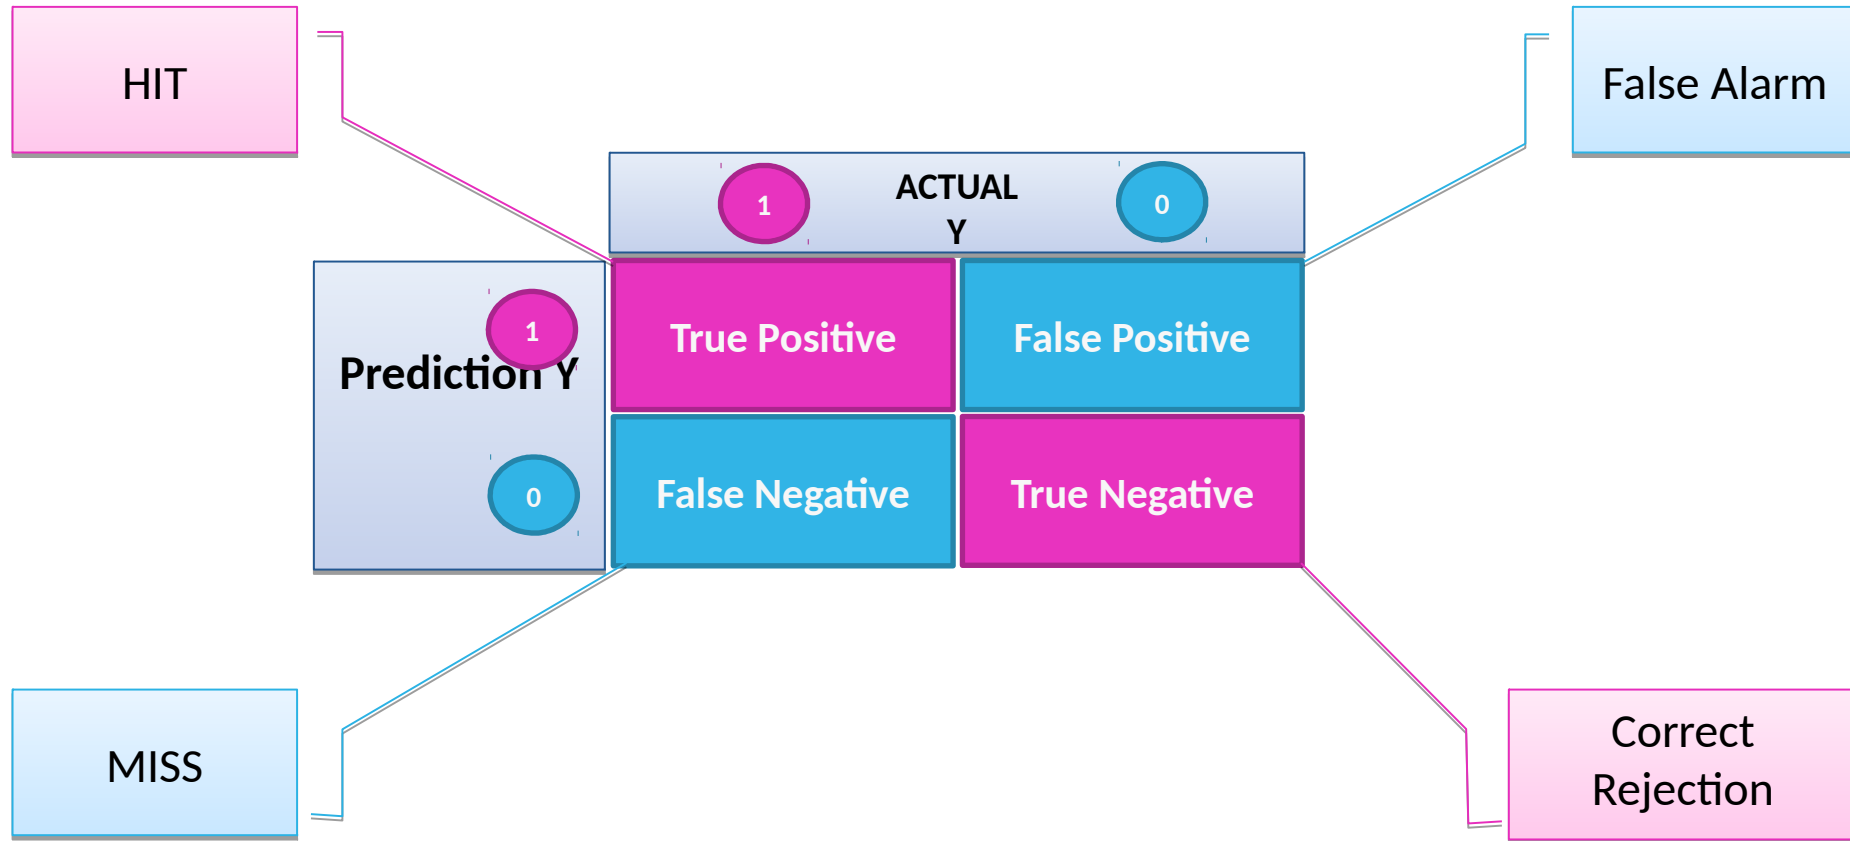 HIT
False Alarm
1
ACTUAL
Y
0
1
Prediction Y
0
True Positive
False Positive
False Negative
True Negative
MISS
Correct
Rejection